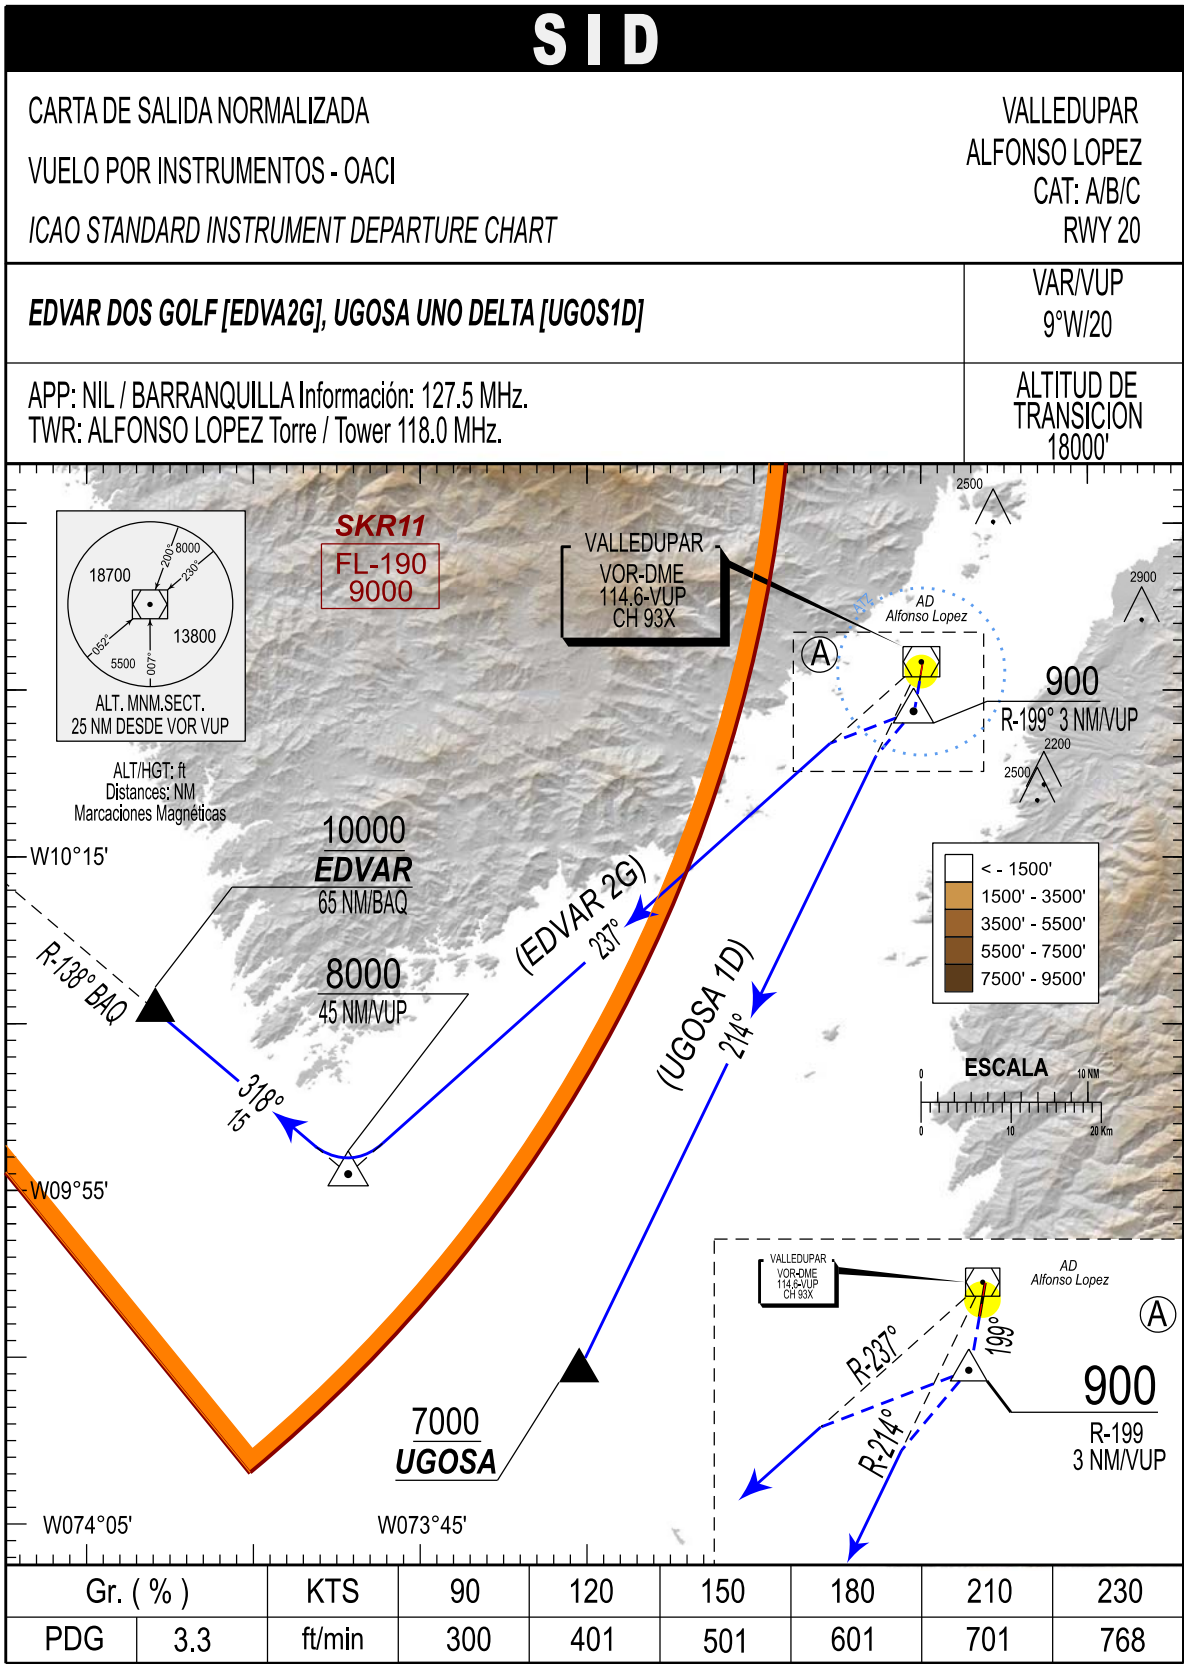 SID
CARTA DE SALIDA NORMALIZADA
VUELO POR INSTRUMENTOS - OACI
ICAO STANDARD INSTRUMENT DEPARTURE CHART
VALLEDUPAR
ALFONSO LOPEZ
CAT: A/B/C
RWY 20
EDVAR DOS GOLF [EDVA2G], UGOSA UNO DELTA [UGOS1D]
VAR/VUP
9°W/20
APP: NIL / BARRANQUILLA Información: 127.5 MHz.
TWR: ALFONSO LOPEZ Torre / Tower 118.0 MHz.
ALTITUD DE
TRANSICION
18000'
200°
8000
230°
18700
13800
052°
5500
007°
ALT. MNM.SECT.
25 NM DESDE VOR VUP
ALT/HGT: ft
Distances: NM
Marcaciones Magnéticas
SKR11
FL-190
9000
VALLEDUPAR
VOR-DME
114.6-VUP
CH 93X
2500
2900
ATZ
AD
Alfonso Lopez
A
900
R-199° 3 NM/VUP
2200
2500
10000
EDVAR
65 NM/BAQ
W10°15'
R-138° BAQ
8000
45 NM/VUP
(EDVAR 2G)
237°
(UGOSA 1D)
214°
< - 1500'
1500' - 3500'
3500' - 5500'
5500' - 7500'
7500' - 9500'
ESCALA
0
10 NM
0
10
20 Km
318°
15
W09°55'
7000
UGOSA
VALLEDUPAR
VOR-DME
114.6-VUP
CH 93X
AD
Alfonso Lopez
A
R-237°
199°
R-214°
900
R-199
3 NM/VUP
W074°05'
W073°45'
Gr. ( % ) KTS 90 120 150 180 210 230
PDG 3.3 ft/min 300 401 501 601 701 768